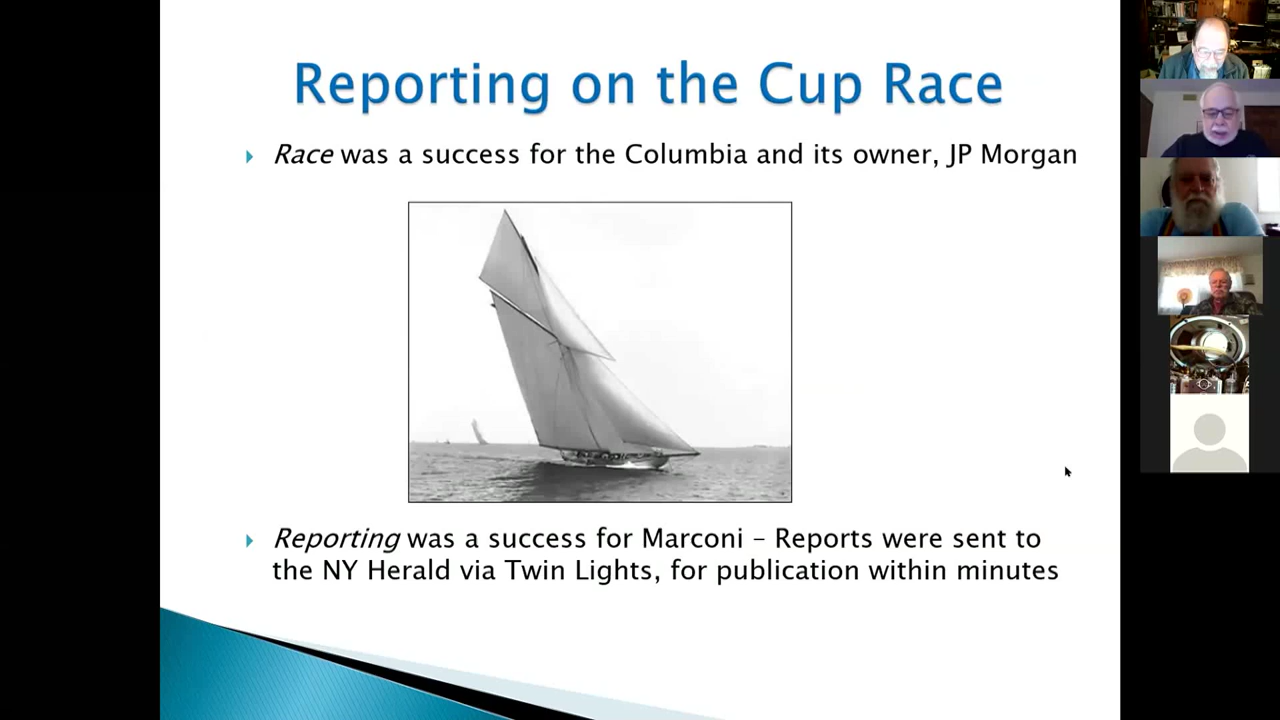 Reporting on the Cup Race
Race was a success for the Columbia and its owner, JP Morgan
Reporting was a success for Marconi – Reports were sent to
the NY Herald via Twin Lights, for publication within minutes